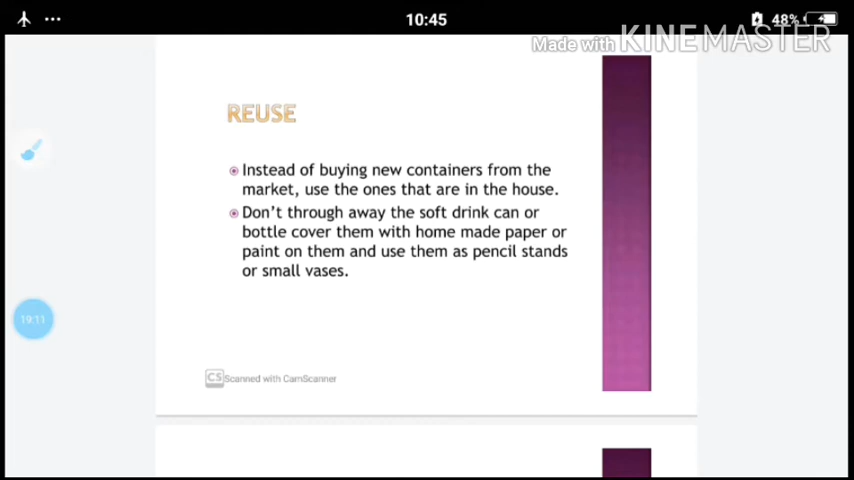 10:45
48%
Made with KINEMASTER
REUSE
Instead of buying new containers from the
market, use the ones that are in the house.
Don't through away the soft drink can or
bottle cover them with home made paper or
paint on them and use them as pencil stands
or small vases.
19:11
CS Scanned with CamScanner